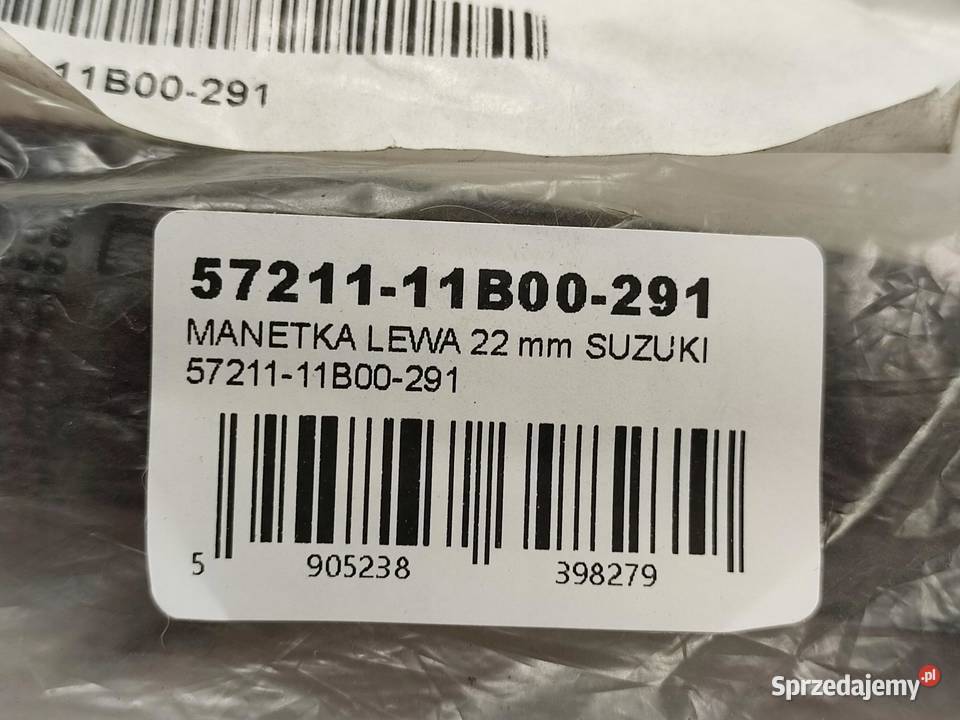 11B00-291
57211-11B00-291
MANETKA LEWA 22 mm SUZUKI
57211-11B00-291
5 905238 398279
Sprzedajemy.pl